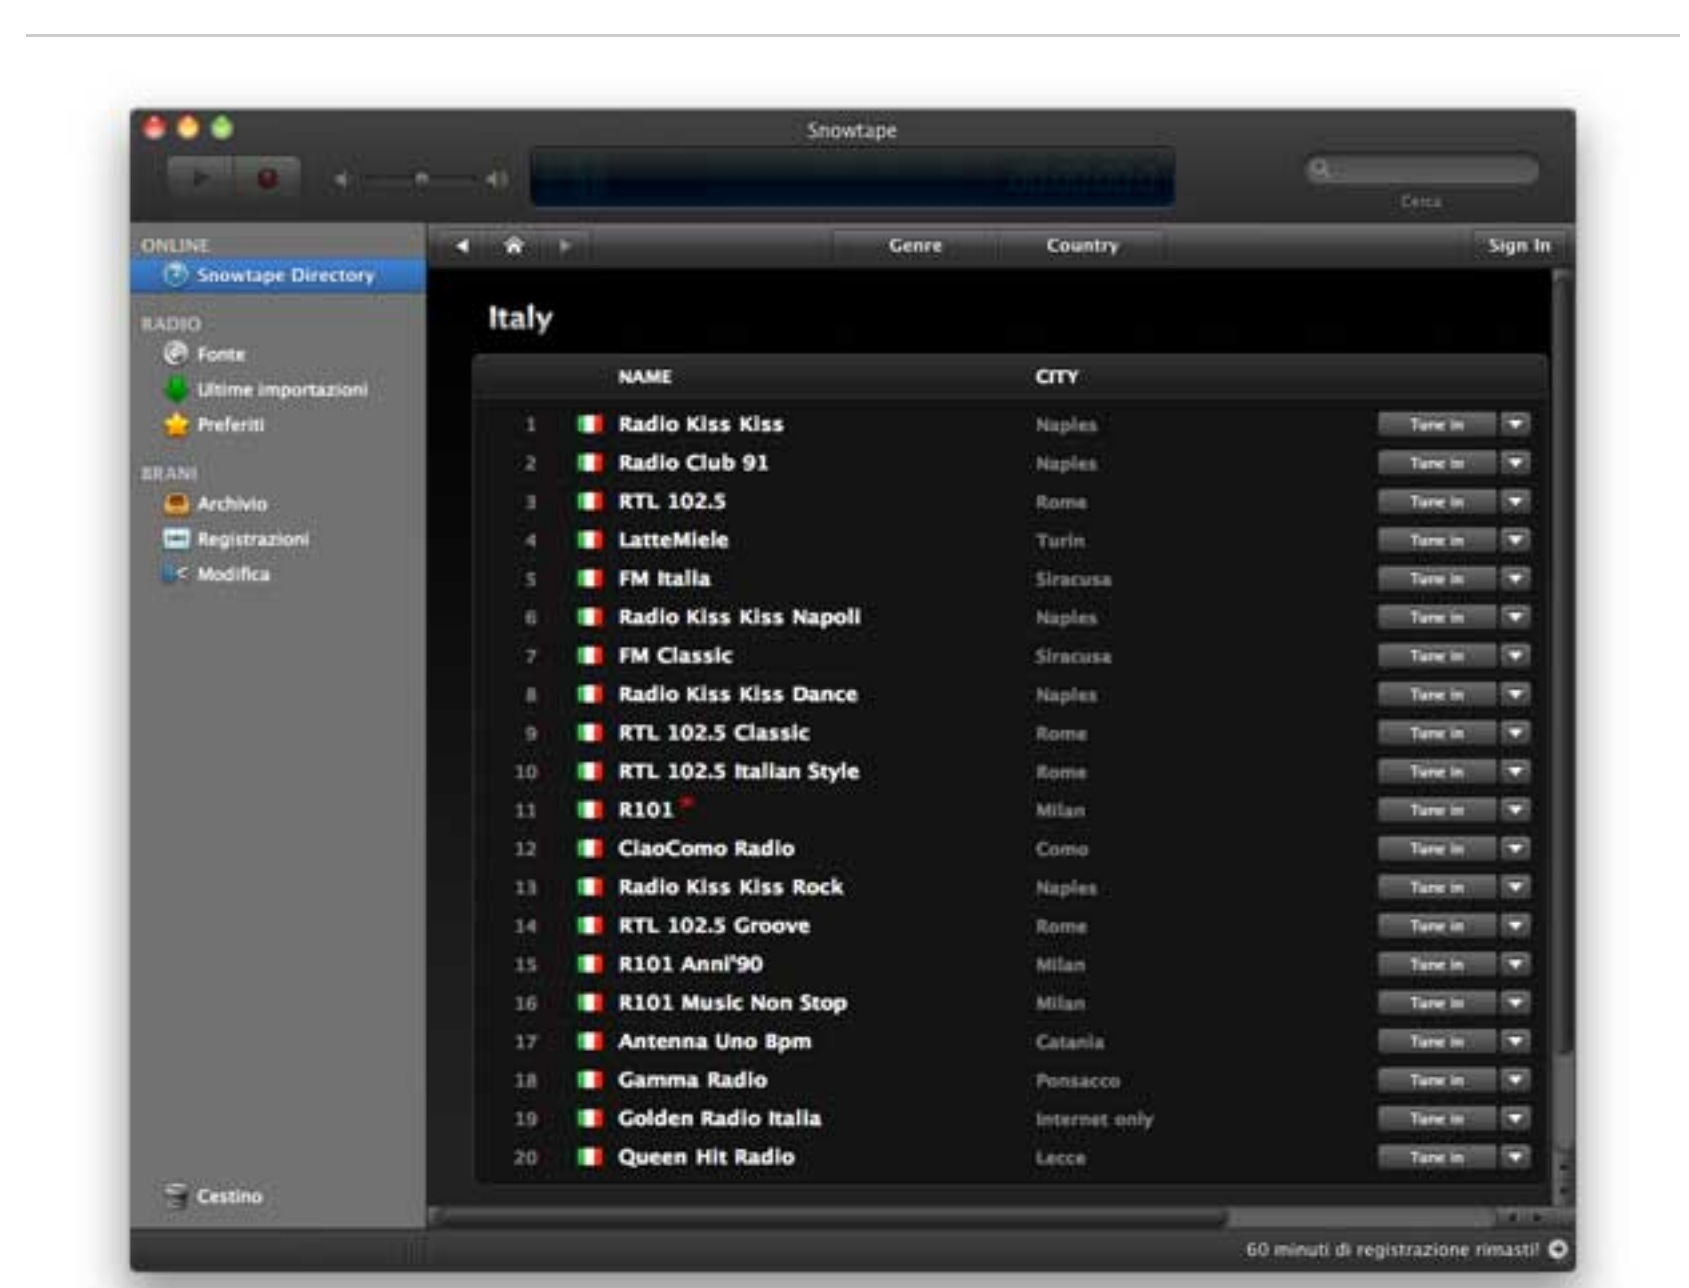 Snowtape
Cerca
ONLINE
Snowtape Directory
RADIO
Fonte
Ultime importazioni
Preferiti
BRANI
Archivio
Registrazioni
Modifica
Cestino
Genre Country Sign In
Italy
NAME CITY
1 Radio Kiss Kiss Naples Tune in
2 Radio Club 91 Naples Tune in
3 RTL 102.5 Rome Tune in
4 LatteMiele Turin Tune in
5 FM Italia Siracusa Tune in
6 Radio Kiss Kiss Napoli Naples Tune in
7 FM Classic Siracusa Tune in
8 Radio Kiss Kiss Dance Naples Tune in
9 RTL 102.5 Classic Rome Tune in
10 RTL 102.5 Italian Style Rome Tune in
11 R101 Milan Tune in
12 CiaoComo Radio Como Tune in
13 Radio Kiss Kiss Rock Naples Tune in
14 RTL 102.5 Groove Rome Tune in
15 R101 Anni'90 Milan Tune in
16 R101 Music Non Stop Milan Tune in
17 Antenna Uno Bpm Catania Tune in
18 Gamma Radio Ponsacco Tune in
19 Golden Radio Italia Internet only Tune in
20 Queen Hit Radio Lecce Tune in
60 minuti di registrazione rimasti!